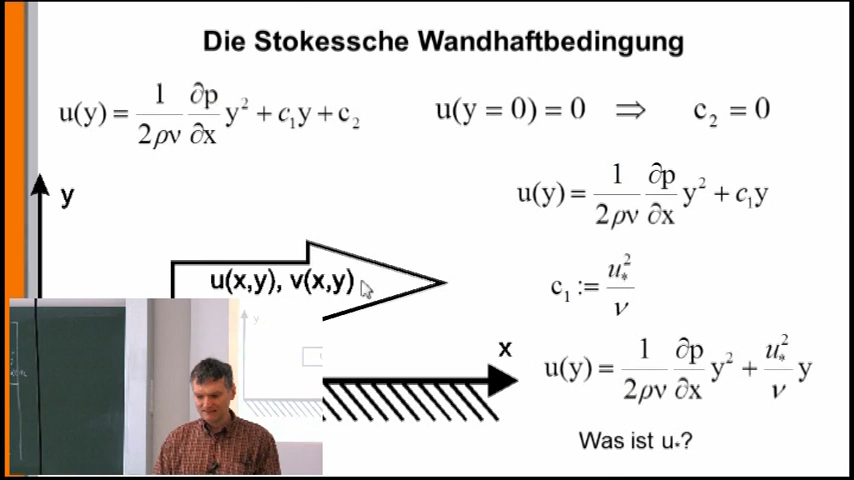 Die Stokessche Wandhaftbedingung
u(y) = 1/(2ρν) ∂p/∂x y² + c₁y + c₂
u(y = 0) = 0 ⇒ c₂ = 0
y
u(y) = 1/(2ρν) ∂p/∂x y² + c₁y
u(x,y), v(x,y)
c₁ := u*²/ν
y
x
u(y) = 1/(2ρν) ∂p/∂x y² + u*²/ν y
Was ist u*?